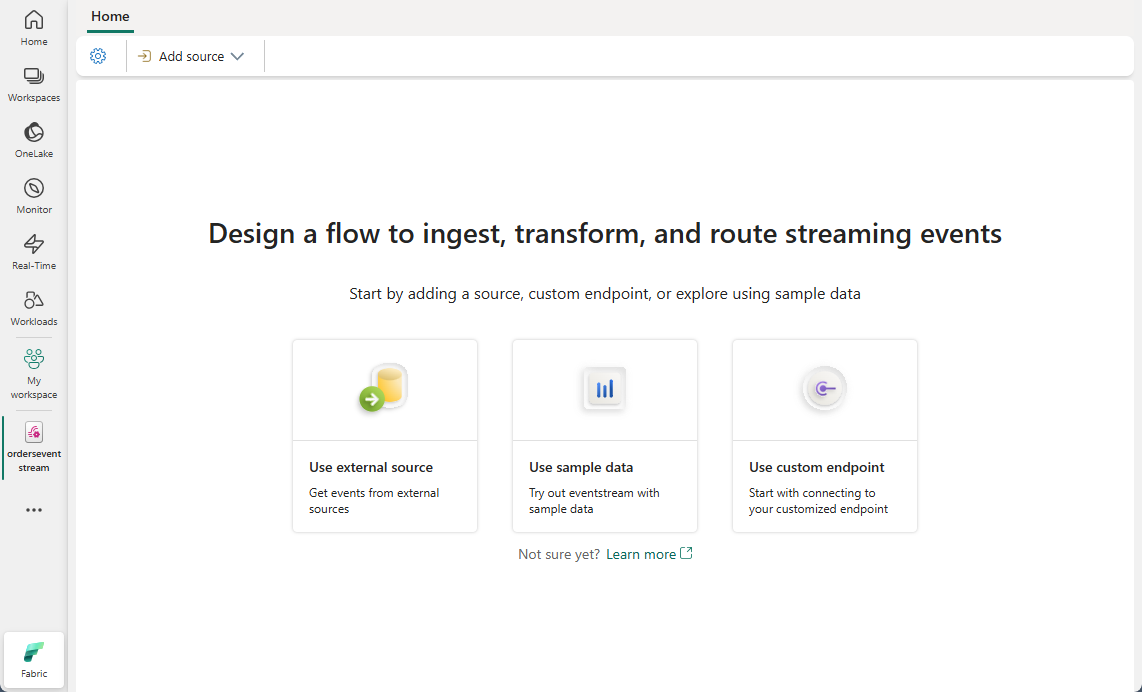 Home
Home
Add source
Workspaces
OneLake
Monitor
Real-Time
Workloads
My
workspace
ordersevent
stream
Fabric
Design a flow to ingest, transform, and route streaming events
Start by adding a source, custom endpoint, or explore using sample data
Use external source
Get events from external
sources
Use sample data
Try out eventstream with
sample data
Use custom endpoint
Start with connecting to
your customized endpoint
Not sure yet? Learn more